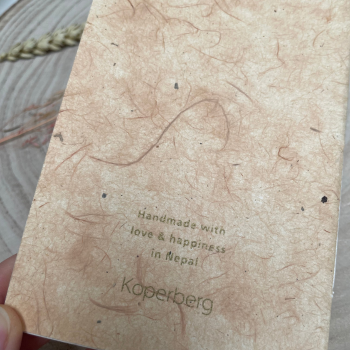 Handmade with
love & happiness
in Nepal
Koperberg